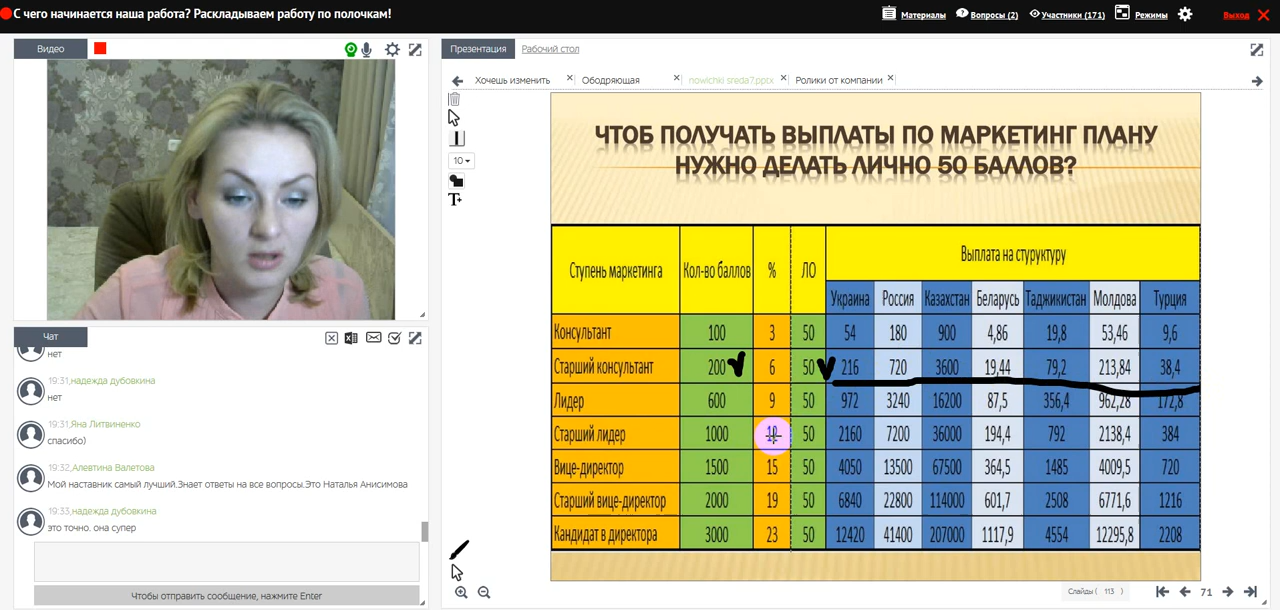 С чего начинается наша работа? Раскладываем работу по полочкам!
Материалы Вопросы (2) Участники (171) Режимы Выход
Видео
Чат
нет
19:31,надежда дубовкина
нет
19:31,Яна Литвиненко
спасибо)
19:32,Алевтина Валетова
Мой наставник самый лучший.Знает ответы на все вопросы.Это Наталья Анисимова
19:33,надежда дубовкина
это точно. она супер
Чтобы отправить сообщение, нажмите Enter
Презентация Рабочий стол
Хочешь изменить Ободряющая nowichki sreda7.pptx Ролики от компании
10
T+
ЧТОБ ПОЛУЧАТЬ ВЫПЛАТЫ ПО МАРКЕТИНГ ПЛАНУ
НУЖНО ДЕЛАТЬ ЛИЧНО 50 БАЛЛОВ?
Ступень маркетинга Кол-во баллов % ЛО Выплата на стуруктуру
Украина Россия Казахстан Беларусь Таджикистан Молдова Турция
Консультант 100 3 50 54 180 900 4,86 19,8 53,46 9,6
Старший консультант 200 6 50 216 720 3600 19,44 79,2 213,84 38,4
Лидер 600 9 50 972 3240 16200 87,5 356,4 962,28 172,8
Старший лидер 1000 12 50 2160 7200 36000 194,4 792 2138,4 384
Вице-директор 1500 15 50 4050 13500 67500 364,5 1485 4009,5 720
Старший вице-директор 2000 19 50 6840 22800 114000 601,7 2508 6771,6 1216
Кандидат в директора 3000 23 50 12420 41400 207000 1117,9 4554 12295,8 2208
Слайды ( 113 ) 71